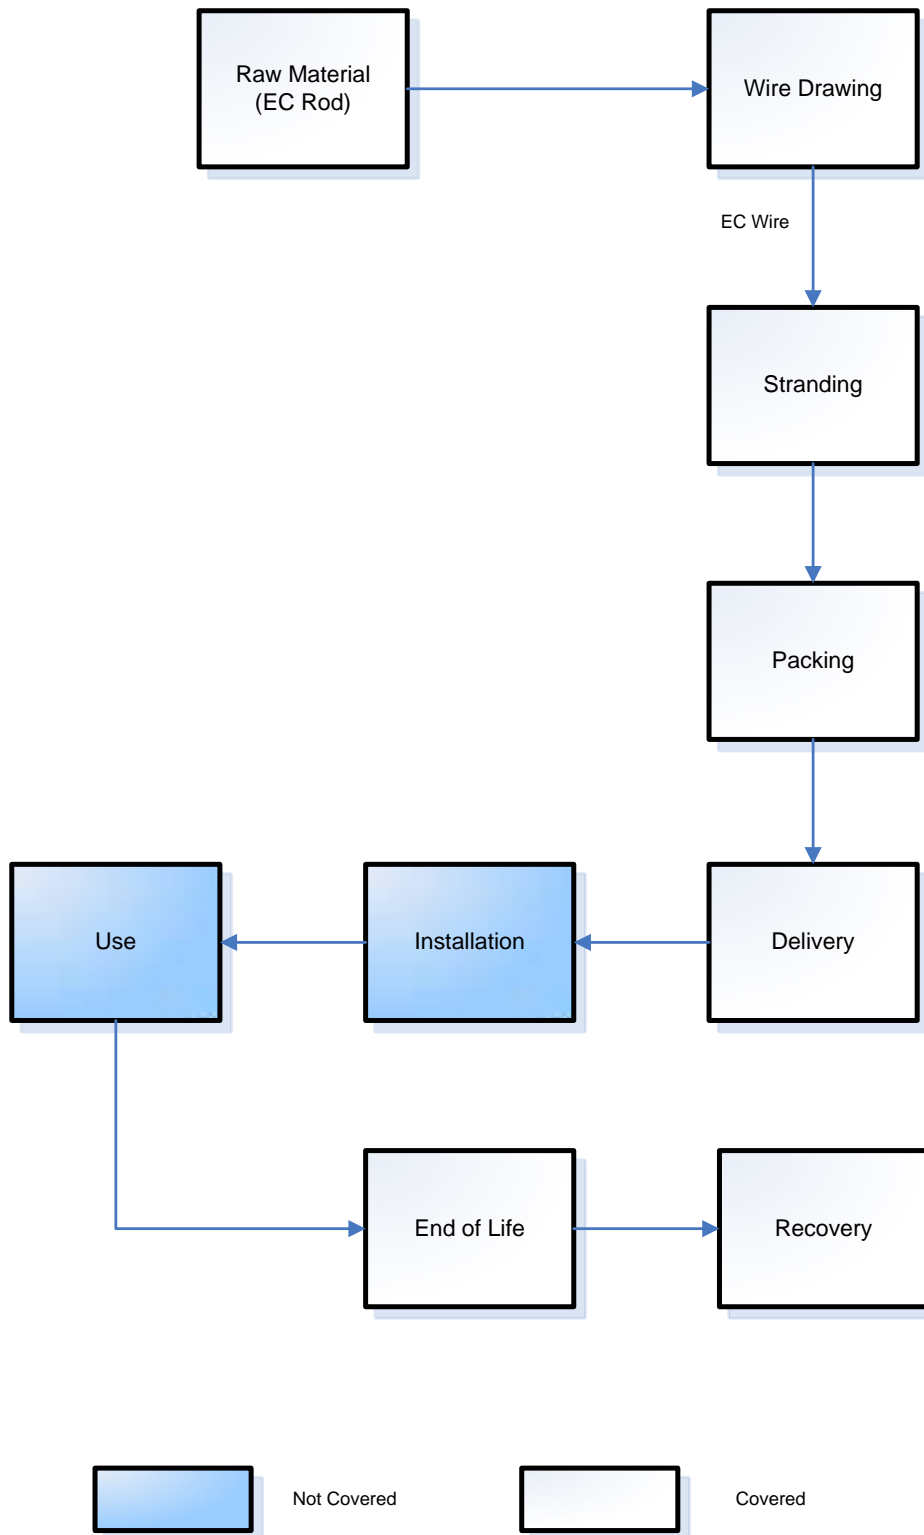 Raw Material
(EC Rod)
Wire Drawing
EC Wire
Stranding
Packing
Use
Installation
Delivery
End of Life
Recovery
Not Covered
Covered